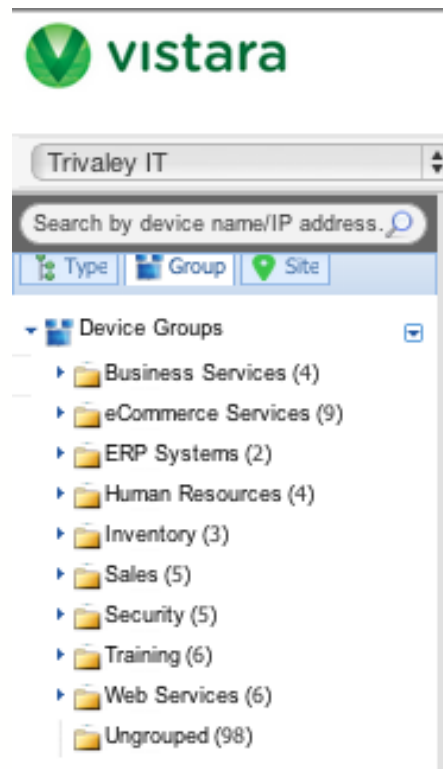 vistara
Trivaley IT
Search by device name/IP address.
Type Group Site
Device Groups
Business Services (4)
eCommerce Services (9)
ERP Systems (2)
Human Resources (4)
Inventory (3)
Sales (5)
Security (5)
Training (6)
Web Services (6)
Ungrouped (98)